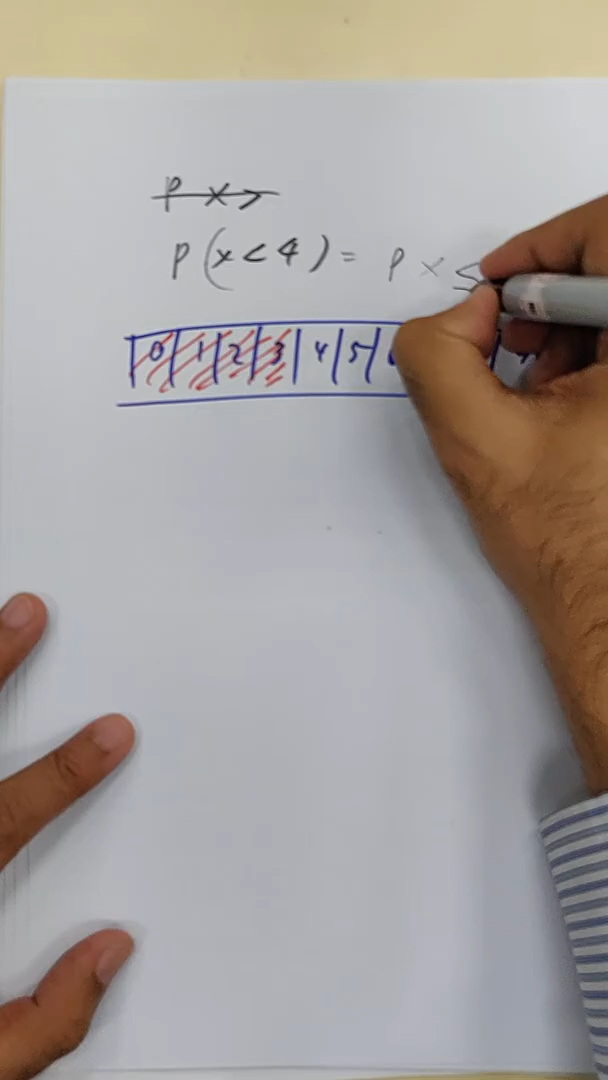 P x >
P(x < 4) = P x ≤
0 | 1 | 2 | 3 | 4 | 5 |